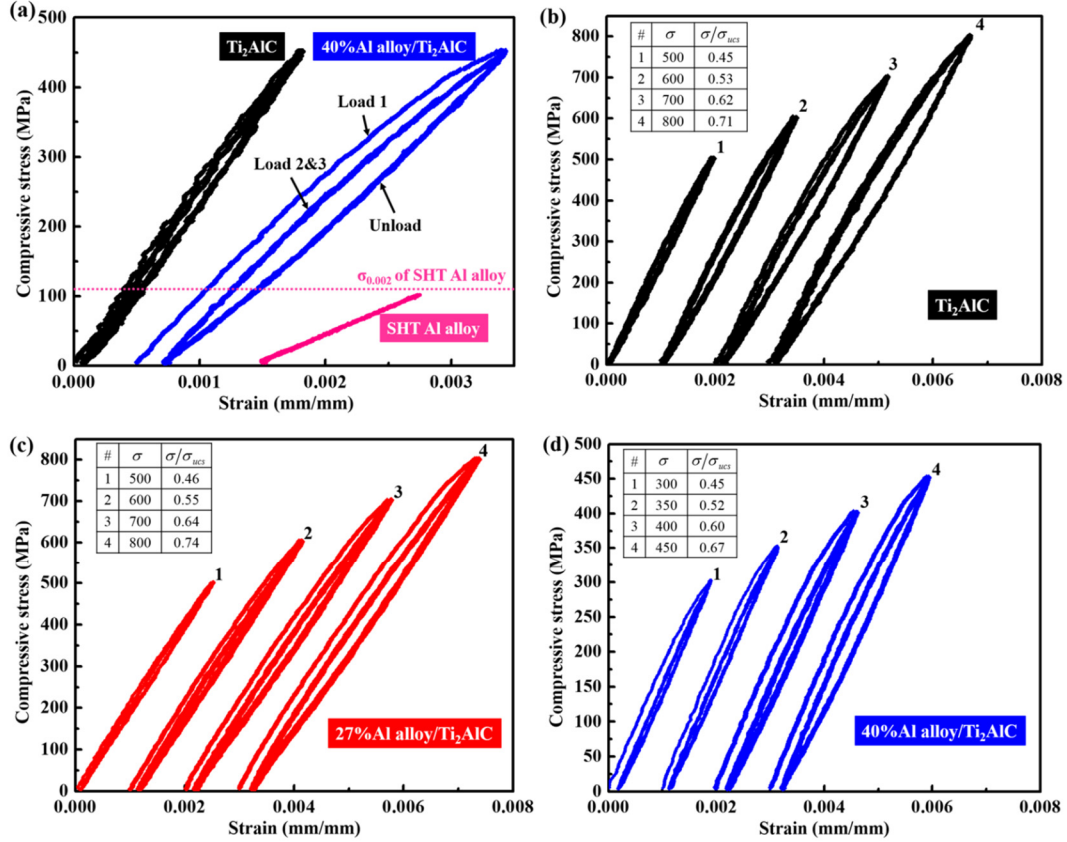 (a)
Ti₂AlC
40%Al alloy/Ti₂AlC
Load 1
Load 2&3
Unload
σ₀.₀₀₂ of SHT Al alloy
SHT Al alloy
Compressive stress (MPa)
500
400
300
200
100
0
0.000 0.001 0.002 0.003
Strain (mm/mm)
(b)
# σ σ/σucs
1 500 0.45
2 600 0.53
3 700 0.62
4 800 0.71
1
2
3
4
Ti₂AlC
Compressive stress (MPa)
800
700
600
500
400
300
200
100
0
0.000 0.002 0.004 0.006 0.008
Strain (mm/mm)
(c)
# σ σ/σucs
1 500 0.46
2 600 0.55
3 700 0.64
4 800 0.74
1
2
3
4
27%Al alloy/Ti₂AlC
Compressive stress (MPa)
800
700
600
500
400
300
200
100
0
0.000 0.002 0.004 0.006 0.008
Strain (mm/mm)
(d)
# σ σ/σucs
1 300 0.45
2 350 0.52
3 400 0.60
4 450 0.67
1
2
3
4
40%Al alloy/Ti₂AlC
Compressive stress (MPa)
500
450
400
350
300
250
200
150
100
50
0
0.000 0.002 0.004 0.006 0.008
Strain (mm/mm)